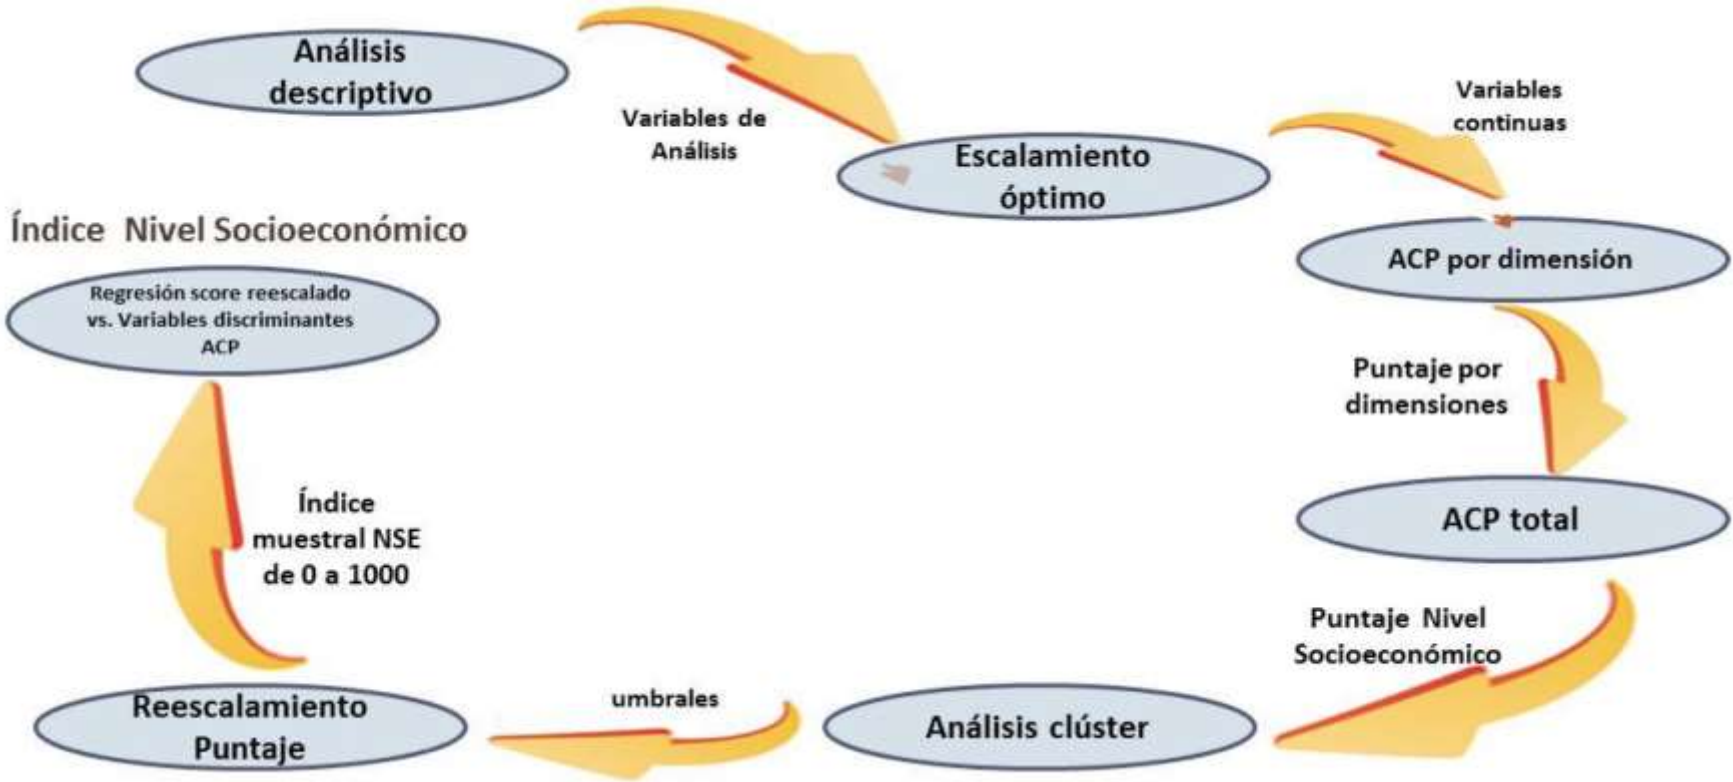 Análisis
descriptivo
Variables de
Análisis
Escalamiento
óptimo
Variables
continuas
ACP por dimensión
Puntaje por
dimensiones
ACP total
Puntaje Nivel
Socioeconómico
Análisis clúster
umbrales
Reescalamiento
Puntaje
Índice
muestral NSE
de 0 a 1000
Índice Nivel Socioeconómico
Regresión score reescalado
vs. Variables discriminantes
ACP